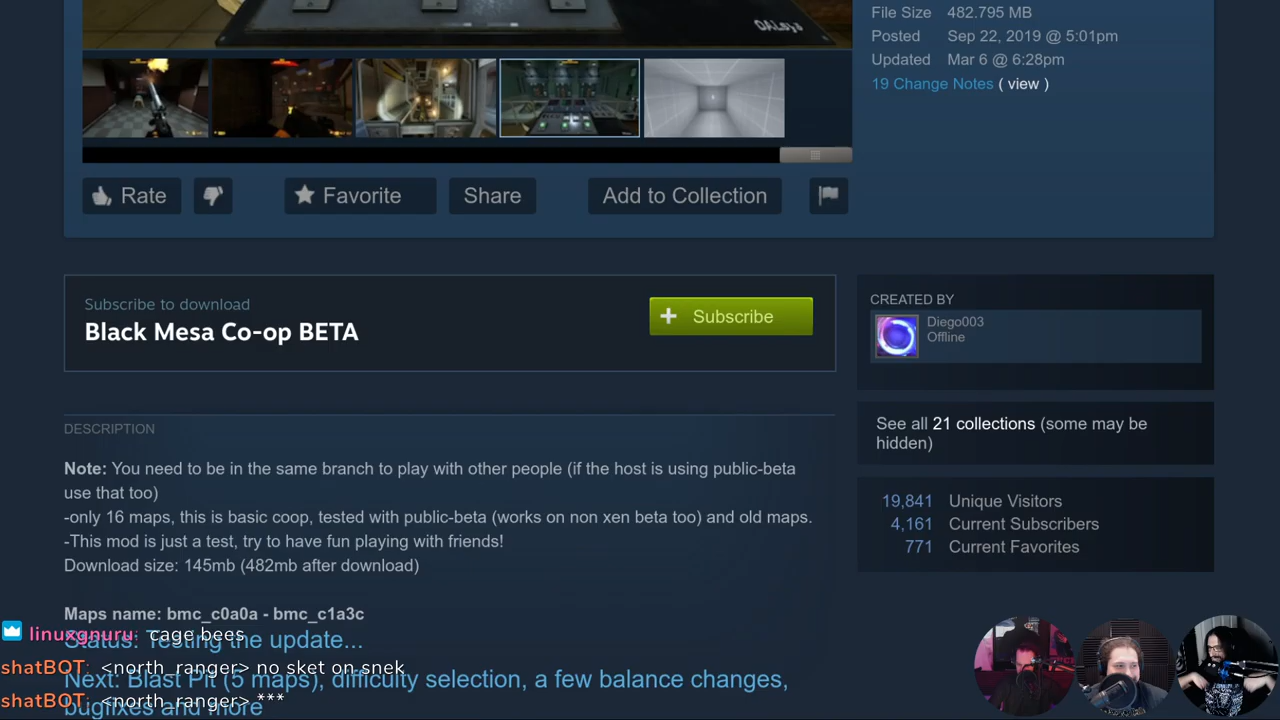 File Size 482.795 MB
Posted Sep 22, 2019 @ 5:01pm
Updated Mar 6 @ 6:28pm
19 Change Notes ( view )
Rate
Favorite
Share
Add to Collection
Subscribe to download
Black Mesa Co-op BETA
Subscribe
CREATED BY
Diego003
Offline
See all 21 collections (some may be
hidden)
19,841 Unique Visitors
4,161 Current Subscribers
771 Current Favorites
DESCRIPTION
Note: You need to be in the same branch to play with other people (if the host is using public-beta
use that too)
-only 16 maps, this is basic coop, tested with public-beta (works on non xen beta too) and old maps.
-This mod is just a test, try to have fun playing with friends!
Download size: 145mb (482mb after download)
Maps name: bmc_c0a0a - bmc_c1a3c
linuxgnuru: cage bees
Status: Testing the update...
shatBOT: <north_ranger> no sket on snek
Next: Blast Pit (5 maps), difficulty selection, a few balance changes,
shatBOT: <north_ranger> ***
bugfixes and more